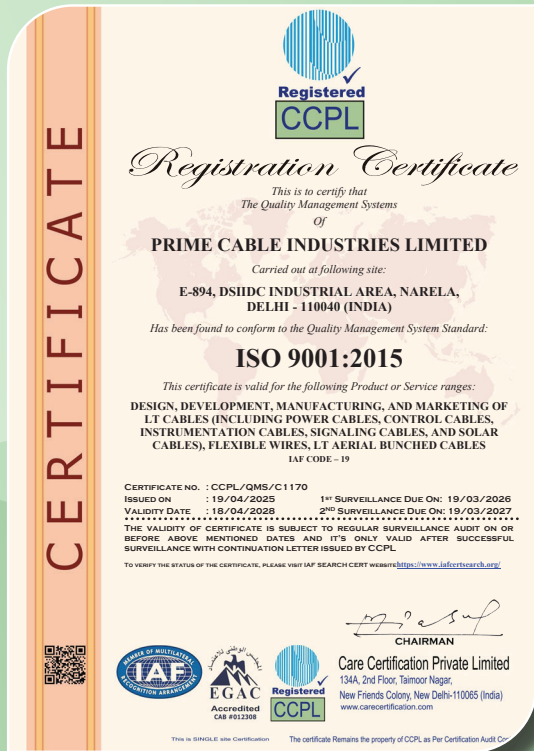 CERTIFICATE
Registered
CCPL
Registration Certificate
This is to certify that
The Quality Management Systems
Of
PRIME CABLE INDUSTRIES LIMITED
Carried out at following site:
E-894, DSIIDC INDUSTRIAL AREA, NARELA,
DELHI - 110040 (INDIA)
Has been found to conform to the Quality Management System Standard:
ISO 9001:2015
This certificate is valid for the following Product or Service ranges:
DESIGN, DEVELOPMENT, MANUFACTURING, AND MARKETING OF
LT CABLES (INCLUDING POWER CABLES, CONTROL CABLES,
INSTRUMENTATION CABLES, SIGNALING CABLES, AND SOLAR
CABLES), FLEXIBLE WIRES, LT AERIAL BUNCHED CABLES
IAF CODE – 19
CERTIFICATE NO. : CCPL/QMS/C1170
ISSUED ON : 19/04/2025 1ST SURVEILLANCE DUE ON: 19/03/2026
VALIDITY DATE : 18/04/2028 2ND SURVEILLANCE DUE ON: 19/03/2027
THE VALIDITY OF CERTIFICATE IS SUBJECT TO REGULAR SURVEILLANCE AUDIT ON OR
BEFORE ABOVE MENTIONED DATES AND IT'S ONLY VALID AFTER SUCCESSFUL
SURVEILLANCE WITH CONTINUATION LETTER ISSUED BY CCPL
TO VERIFY THE STATUS OF THE CERTIFICATE, PLEASE VISIT IAF SEARCH CERT WEBSITE https://www.iafcertsearch.org/
CHAIRMAN
MEMBER OF MULTILATERAL
IAF
RECOGNITION ARRANGEMENT
EGAC
Accredited
CAB #012308
Registered
CCPL
Care Certification Private Limited
134A, 2nd Floor, Taimoor Nagar,
New Friends Colony, New Delhi-110065 (India)
www.carecertification.com
This is SINGLE site Certification The certificate Remains the property of CCPL as Per Certification Audit